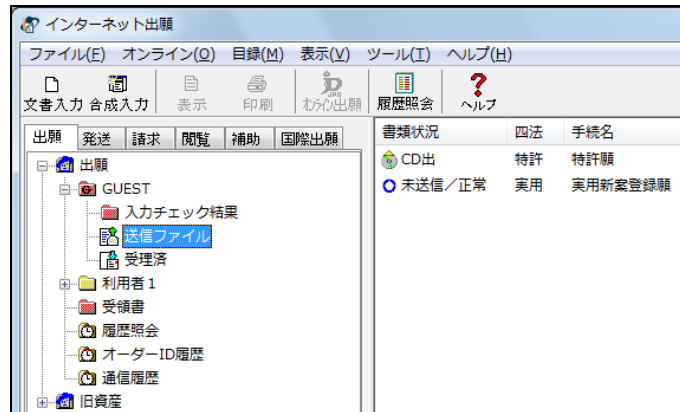 インターネット出願
ファイル(F) オンライン(O) 目録(M) 表示(V) ツール(T) ヘルプ(H)
文書入力 合成入力 表示 印刷 オンライン出願 履歴照会 ヘルプ
出願 発送 請求 閲覧 補助 国際出願
書類状況 四法 手続名
出願
CD出 特許 特許願
GUEST
未送信/正常 実用 実用新案登録願
入力チェック結果
送信ファイル
受理済
利用者1
受領書
履歴照会
オーダーID履歴
通信履歴
旧資産